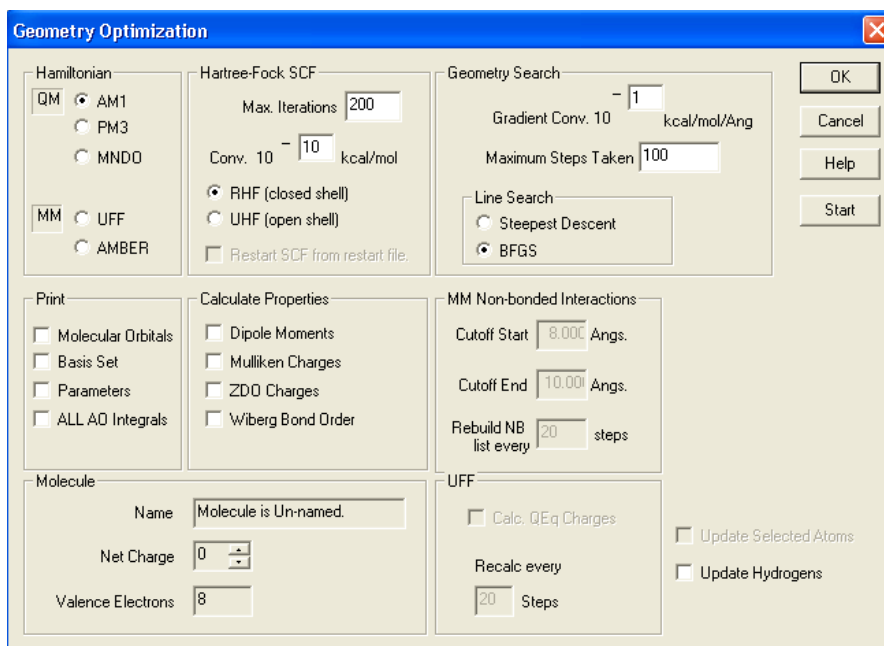 Geometry Optimization
Hamiltonian
QM
AM1
PM3
MNDO
MM
UFF
AMBER
Hartree-Fock SCF
Max. Iterations 200
Conv. 10 - 10 kcal/mol
RHF (closed shell)
UHF (open shell)
Restart SCF from restart file.
Geometry Search
Gradient Conv. 10 - 1 kcal/mol/Ang
Maximum Steps Taken 100
Line Search
Steepest Descent
BFGS
OK
Cancel
Help
Start
Print
Molecular Orbitals
Basis Set
Parameters
ALL AO Integrals
Calculate Properties
Dipole Moments
Mulliken Charges
ZDO Charges
Wiberg Bond Order
MM Non-bonded Interactions
Cutoff Start 8.000 Angs.
Cutoff End 10.00 Angs.
Rebuild NB
list every 20 steps
Molecule
Name Molecule is Un-named.
Net Charge 0
Valence Electrons 8
UFF
Calc. QEq Charges
Recalc every
20 Steps
Update Selected Atoms
Update Hydrogens